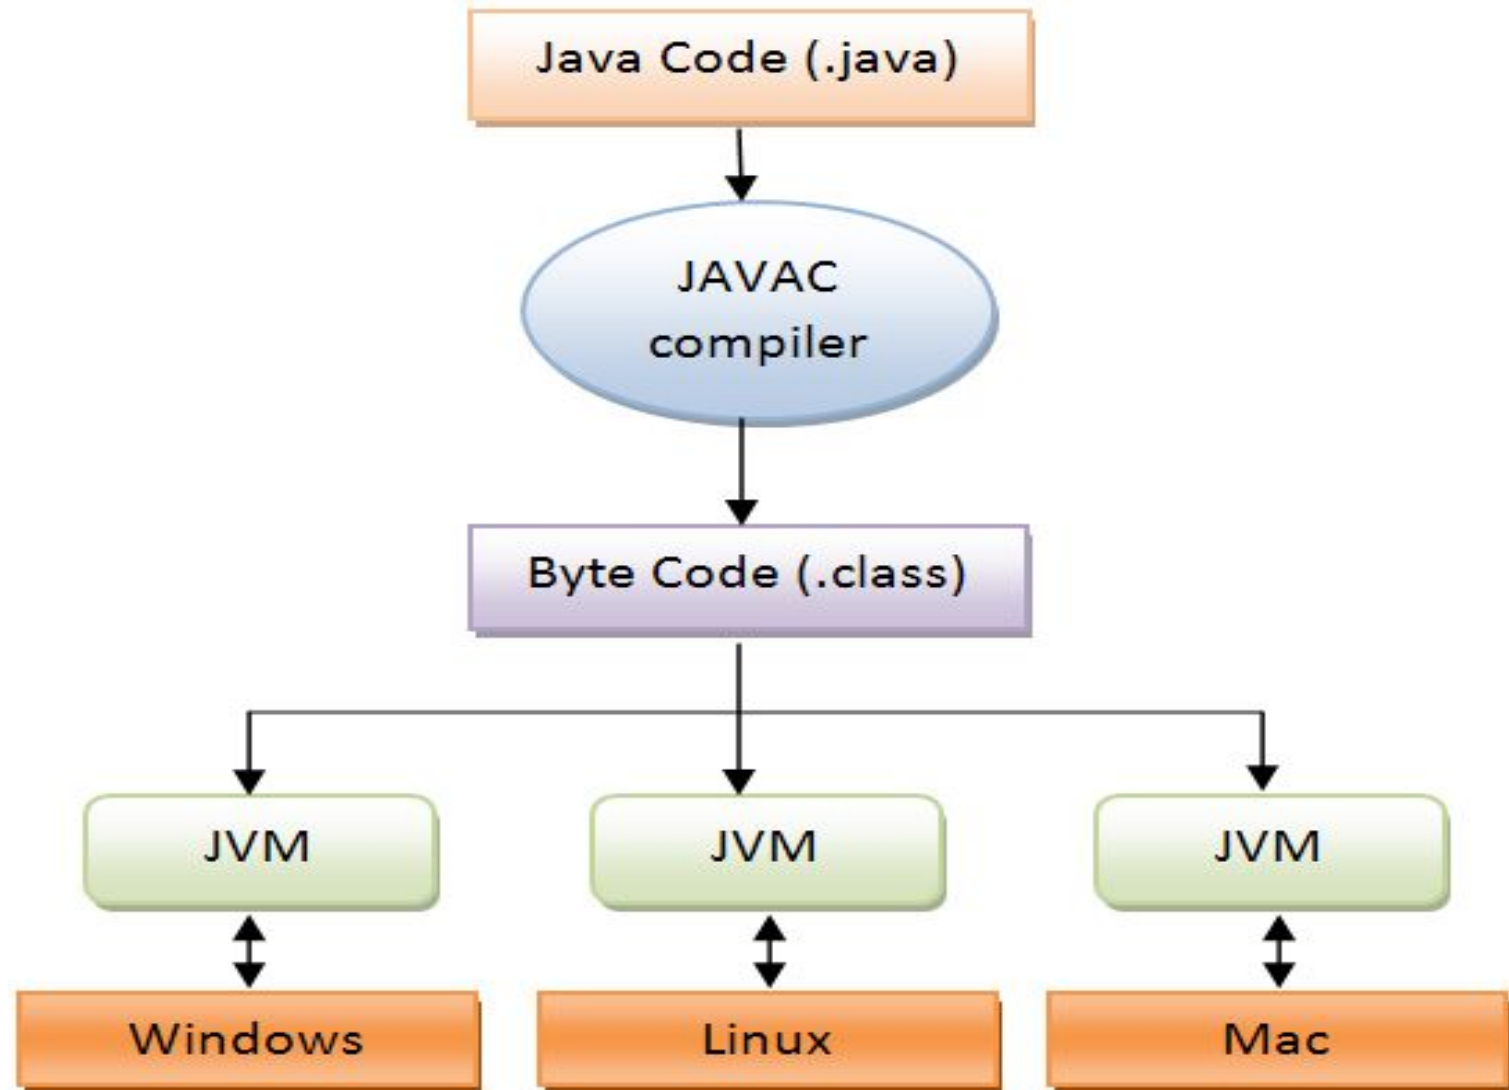 Java Code (.java)
JAVAC
compiler
Byte Code (.class)
JVM
JVM
JVM
Windows
Linux
Mac